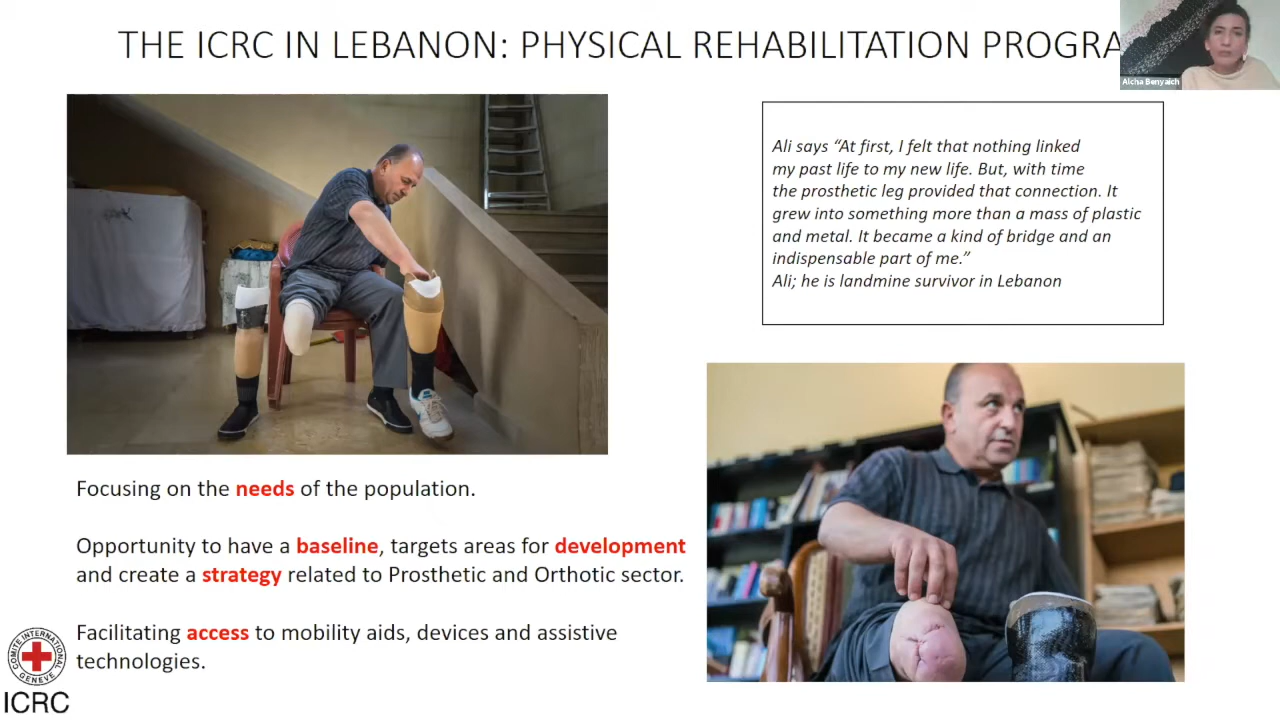 THE ICRC IN LEBANON: PHYSICAL REHABILITATION PROGRA
Aicha Benyaich
Ali says “At first, I felt that nothing linked
my past life to my new life. But, with time
the prosthetic leg provided that connection. It
grew into something more than a mass of plastic
and metal. It became a kind of bridge and an
indispensable part of me.”
Ali; he is landmine survivor in Lebanon
Focusing on the needs of the population.
Opportunity to have a baseline, targets areas for development
and create a strategy related to Prosthetic and Orthotic sector.
Facilitating access to mobility aids, devices and assistive
technologies.
COMITE INTERNATIONAL
GENEVE
ICRC